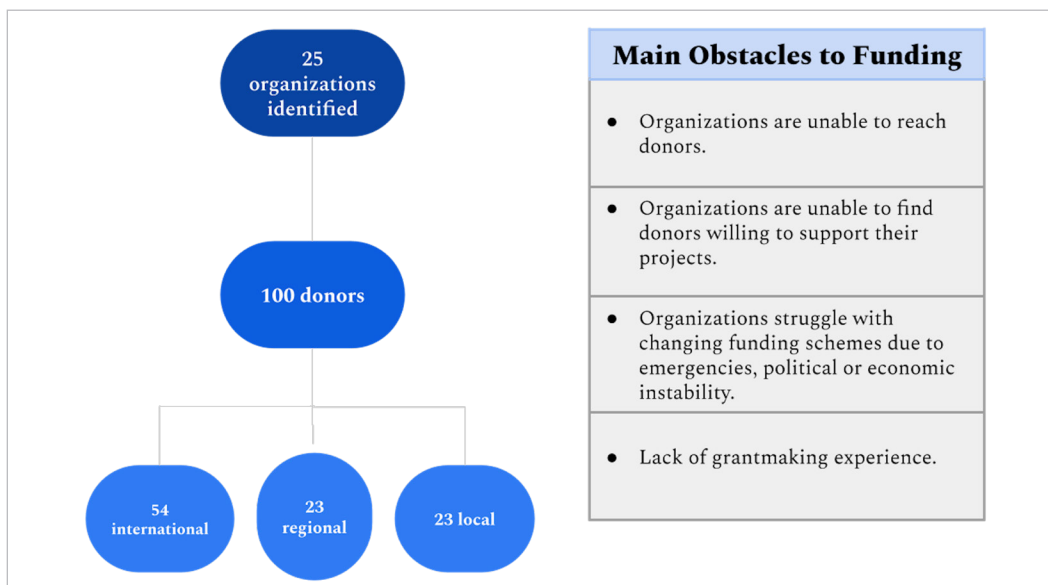 25
organizations
identified
100 donors
54
international
23
regional
23 local
Main Obstacles to Funding
● Organizations are unable to reach
donors.
● Organizations are unable to find
donors willing to support their
projects.
● Organizations struggle with
changing funding schemes due to
emergencies, political or economic
instability.
● Lack of grantmaking experience.